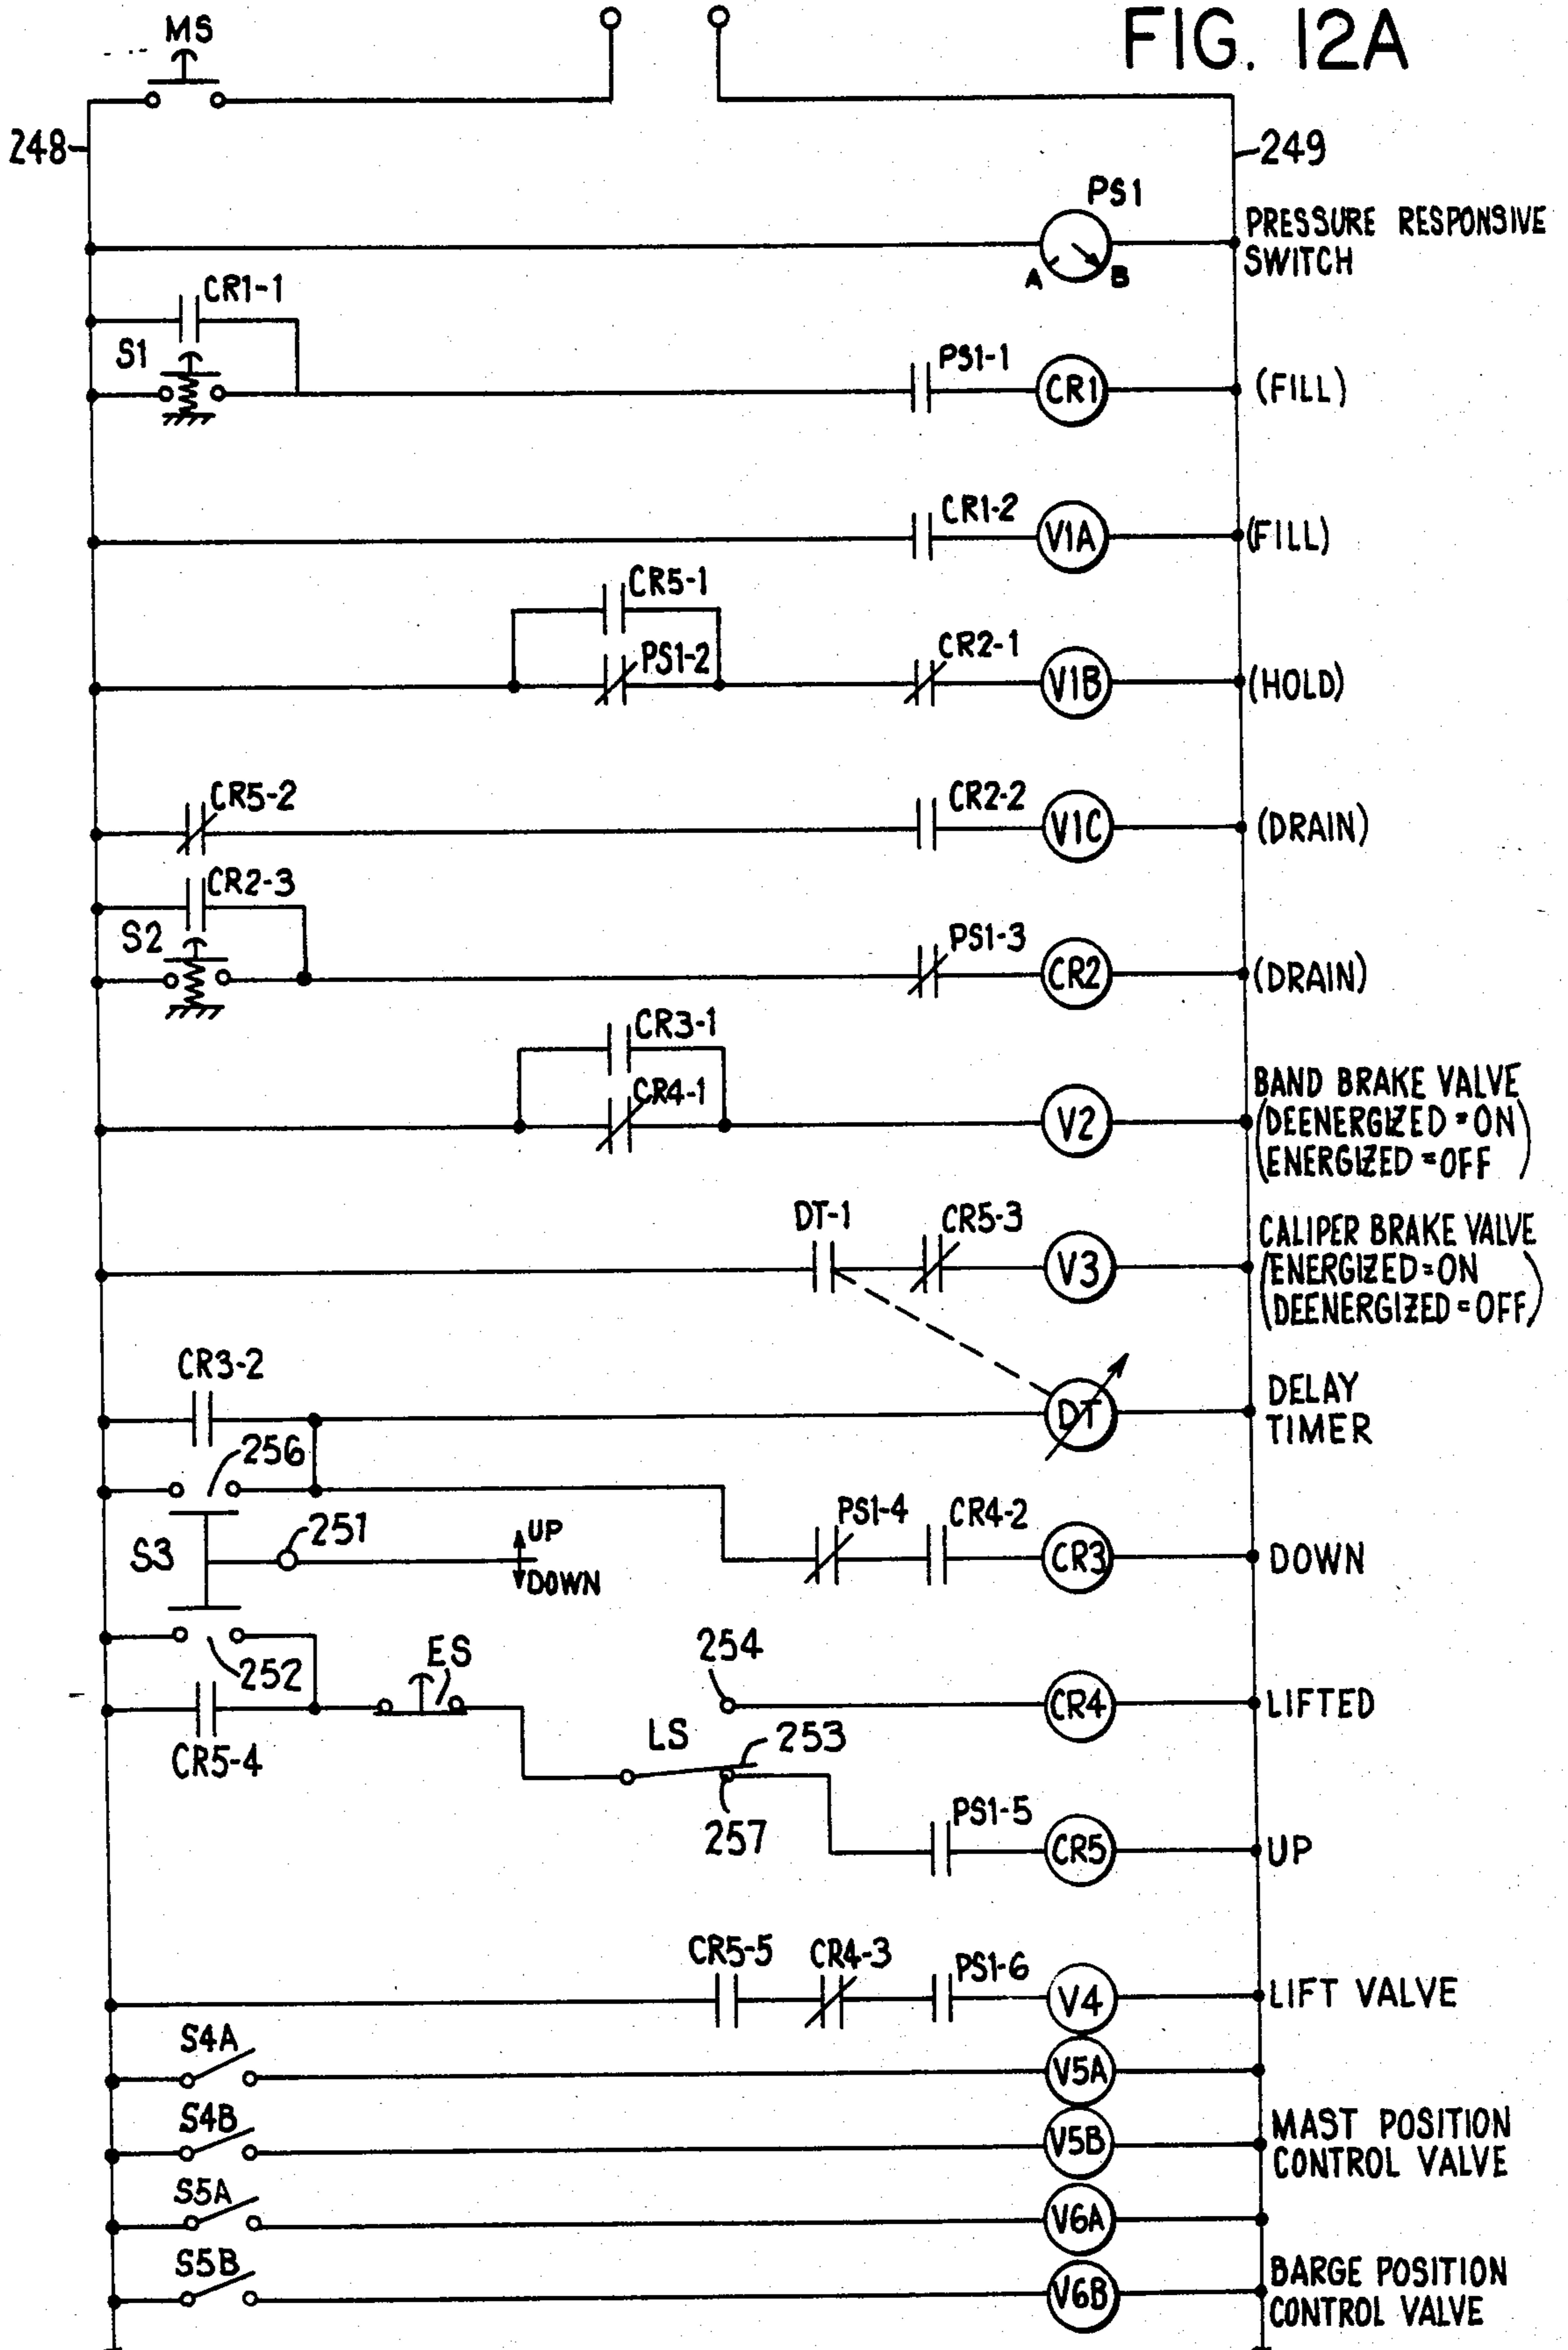 FIG. 12A
MS
248
249
PS1
A
B
PRESSURE RESPONSIVE
SWITCH
CR1-1
S1
PS1-1
CR1
(FILL)
CR1-2
V1A
(FILL)
CR5-1
PS1-2
CR2-1
V1B
(HOLD)
CR5-2
CR2-2
V1C
(DRAIN)
CR2-3
S2
PS1-3
CR2
(DRAIN)
CR3-1
CR4-1
V2
BAND BRAKE VALVE
(DEENERGIZED = ON)
(ENERGIZED = OFF)
DT-1
CR5-3
V3
CALIPER BRAKE VALVE
(ENERGIZED = ON)
(DEENERGIZED = OFF)
CR3-2
DT
DELAY
TIMER
256
S3
251
UP
DOWN
PS1-4
CR4-2
CR3
DOWN
252
ES
254
CR4
LIFTED
CR5-4
LS
253
257
PS1-5
CR5
UP
CR5-5
CR4-3
PS1-6
V4
LIFT VALVE
S4A
V5A
S4B
V5B
MAST POSITION
CONTROL VALVE
S5A
V6A
S5B
V6B
BARGE POSITION
CONTROL VALVE